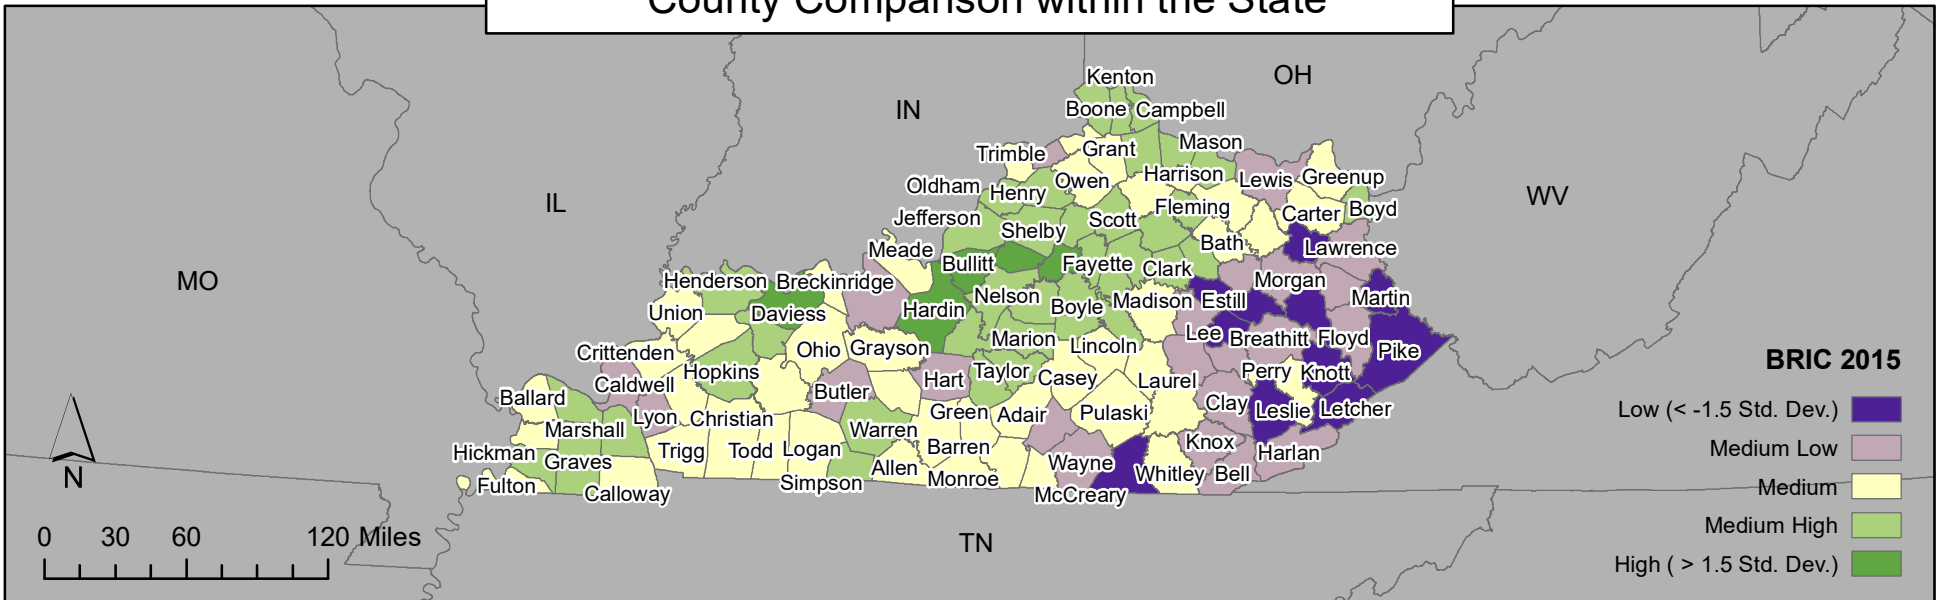 County Comparison within the State
Kenton
OH
IN
Boone Campbell
Mason
Trimble Grant
Harrison
Oldham Henry Owen Lewis Greenup
IL
WV
Jefferson Scott Fleming Carter Boyd
Shelby
Meade Bath Lawrence
Bullitt Fayette Clark
MO
Henderson Breckinridge Morgan
Nelson Boyle Madison Estill Martin
Union Daviess Hardin
Marion Lincoln Lee Breathitt Floyd
Crittenden Ohio Grayson Pike
BRIC 2015
Hopkins Taylor Casey Laurel Perry Knott
Caldwell Butler Hart
Ballard Clay Leslie Letcher
Low (< -1.5 Std. Dev.)
Lyon Christian Green Adair Pulaski
Marshall Warren
Medium Low
Hickman Graves Trigg Todd Logan Barren Knox Harlan
Wayne
Allen Whitley Bell
Fulton Simpson Monroe
Medium
Calloway McCreary
N
Medium High
0 30 60 120 Miles
TN
High ( > 1.5 Std. Dev.)